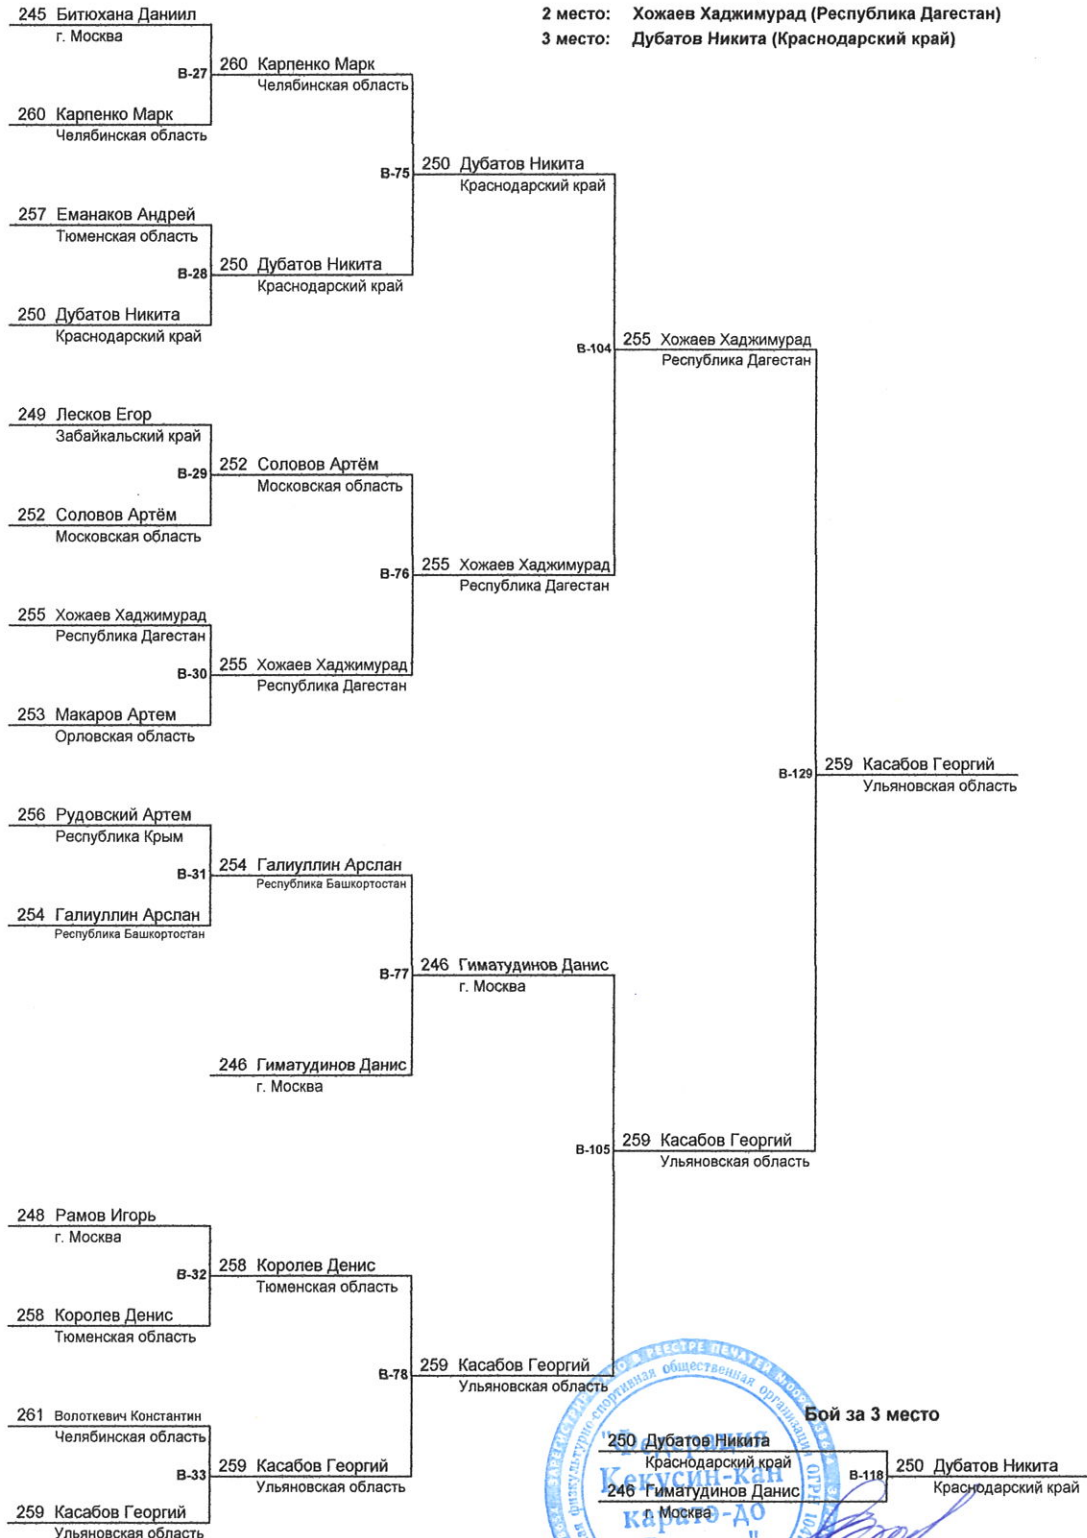 2 место: Хожаев Хаджимурад (Республика Дагестан)
3 место: Дубатов Никита (Краснодарский край)
245 Битюхана Даниил
г. Москва
B-27
260 Карпенко Марк
Челябинская область
260 Карпенко Марк
Челябинская область
B-75
250 Дубатов Никита
Краснодарский край
257 Еманаков Андрей
Тюменская область
B-28
250 Дубатов Никита
Краснодарский край
250 Дубатов Никита
Краснодарский край
B-104
255 Хожаев Хаджимурад
Республика Дагестан
249 Лесков Егор
Забайкальский край
B-29
252 Соловов Артём
Московская область
252 Соловов Артём
Московская область
B-76
255 Хожаев Хаджимурад
Республика Дагестан
255 Хожаев Хаджимурад
Республика Дагестан
B-30
255 Хожаев Хаджимурад
Республика Дагестан
253 Макаров Артем
Орловская область
B-129
259 Касабов Георгий
Ульяновская область
256 Рудовский Артем
Республика Крым
B-31
254 Галиуллин Арслан
Республика Башкортостан
254 Галиуллин Арслан
Республика Башкортостан
B-77
246 Гиматудинов Данис
г. Москва
246 Гиматудинов Данис
г. Москва
B-105
259 Касабов Георгий
Ульяновская область
248 Рамов Игорь
г. Москва
B-32
258 Королев Денис
Тюменская область
258 Королев Денис
Тюменская область
B-78
259 Касабов Георгий
Ульяновская область
261 Волоткевич Константин
Челябинская область
B-33
259 Касабов Георгий
Ульяновская область
259 Касабов Георгий
Ульяновская область
Бой за 3 место
250 Дубатов Никита
Краснодарский край
B-118
250 Дубатов Никита
Краснодарский край
246 Гиматудинов Данис
г. Москва
"Федерация
Кекусин-кан
карате-до